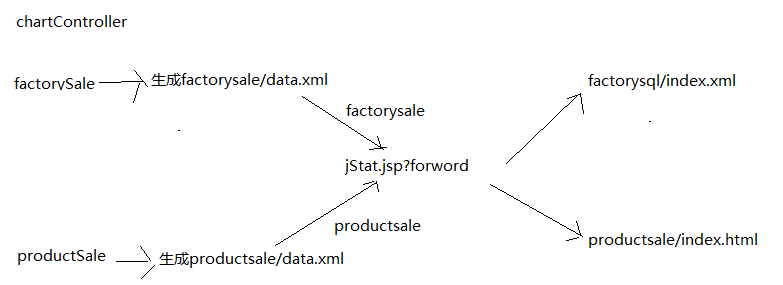 chartController
factorySale
生成factorysale/data.xml
factorysale
factorysql/index.xml
jStat.jsp?forword
productsale
productSale
生成productsale/data.xml
productsale/index.html